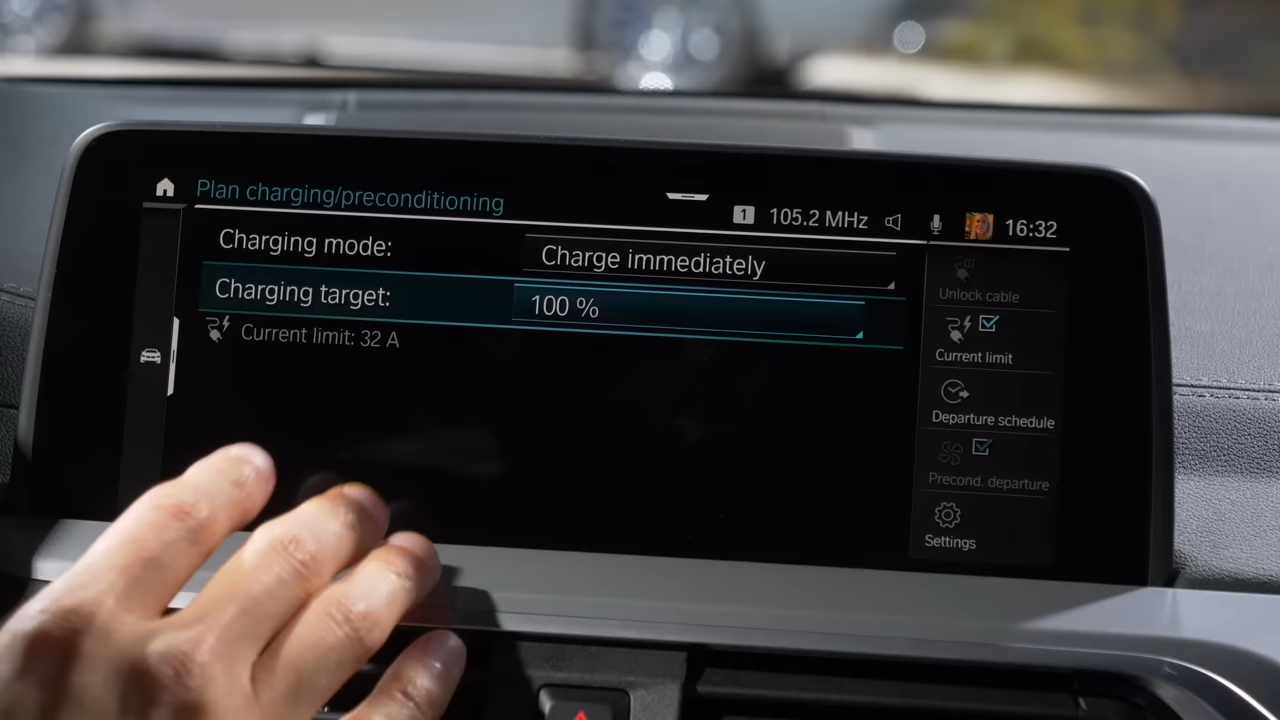 Plan charging/preconditioning
1 105.2 MHz 16:32
Charging mode: Charge immediately
Charging target: 100 %
Current limit: 32 A
Unlock cable
Current limit
Departure schedule
Precond. departure
Settings